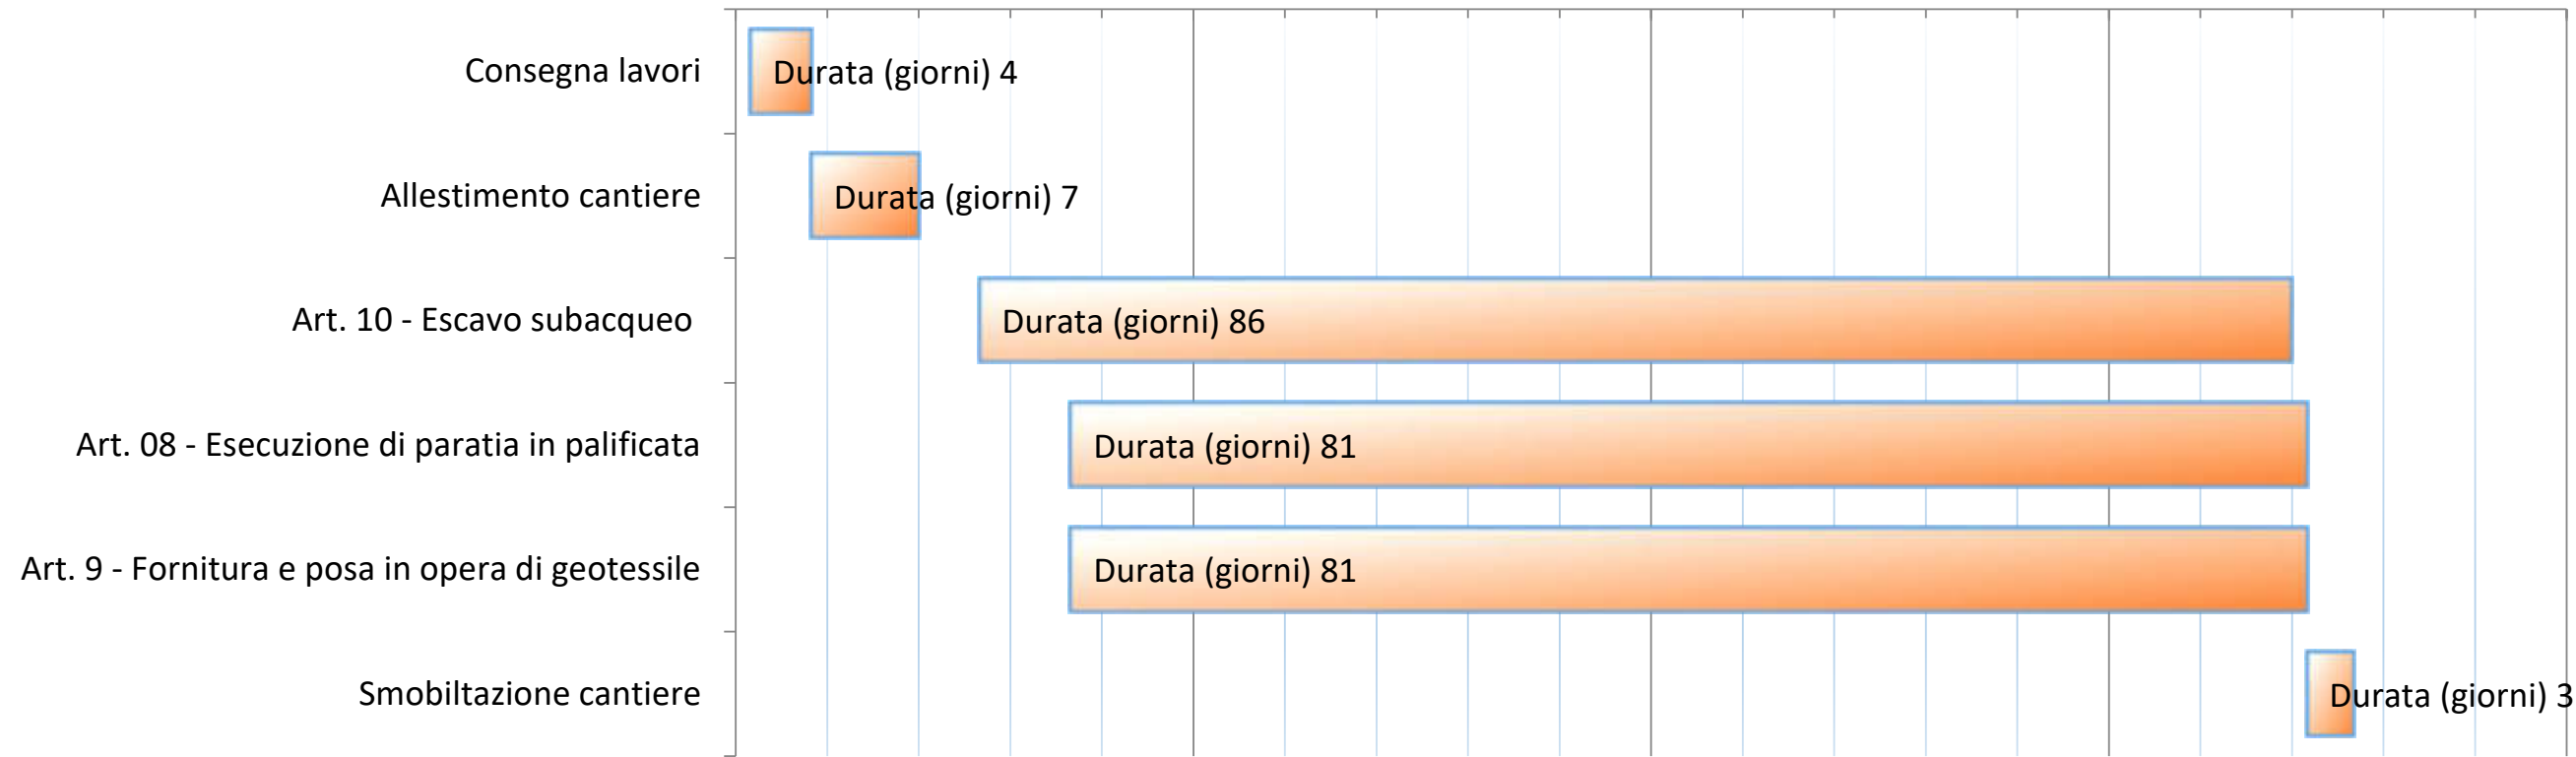 Consegna lavori
Durata (giorni) 4
Allestimento cantiere
Durata (giorni) 7
Art. 10 - Escavo subacqueo
Durata (giorni) 86
Art. 08 - Esecuzione di paratia in palificata
Durata (giorni) 81
Art. 9 - Fornitura e posa in opera di geotessile
Durata (giorni) 81
Smobiltazione cantiere
Durata (giorni) 3